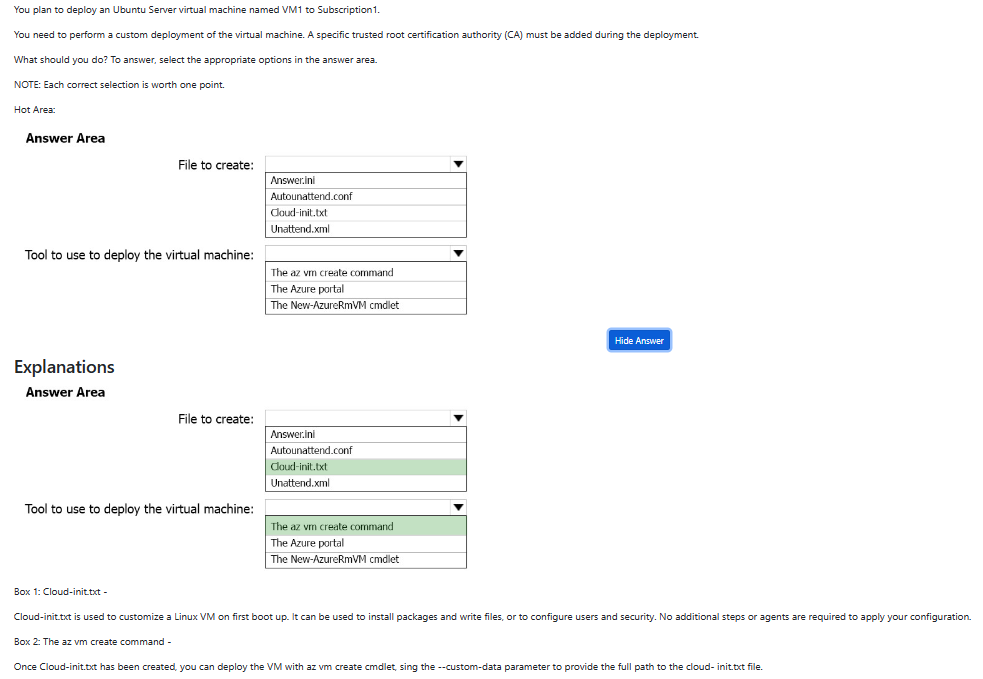 You plan to deploy an Ubuntu Server virtual machine named VM1 to Subscription1.
You need to perform a custom deployment of the virtual machine. A specific trusted root certification authority (CA) must be added during the deployment.
What should you do? To answer, select the appropriate options in the answer area.
NOTE: Each correct selection is worth one point.
Hot Area:
Answer Area
File to create:
Answer.ini
Autounattend.conf
Cloud-init.txt
Unattend.xml
Tool to use to deploy the virtual machine:
The az vm create command
The Azure portal
The New-AzureRmVM cmdlet
Hide Answer
Explanations
Answer Area
File to create:
Answer.ini
Autounattend.conf
Cloud-init.txt
Unattend.xml
Tool to use to deploy the virtual machine:
The az vm create command
The Azure portal
The New-AzureRmVM cmdlet
Box 1: Cloud-init.txt -
Cloud-init.txt is used to customize a Linux VM on first boot up. It can be used to install packages and write files, or to configure users and security. No additional steps or agents are required to apply your configuration.
Box 2: The az vm create command -
Once Cloud-init.txt has been created, you can deploy the VM with az vm create cmdlet, sing the --custom-data parameter to provide the full path to the cloud- init.txt file.